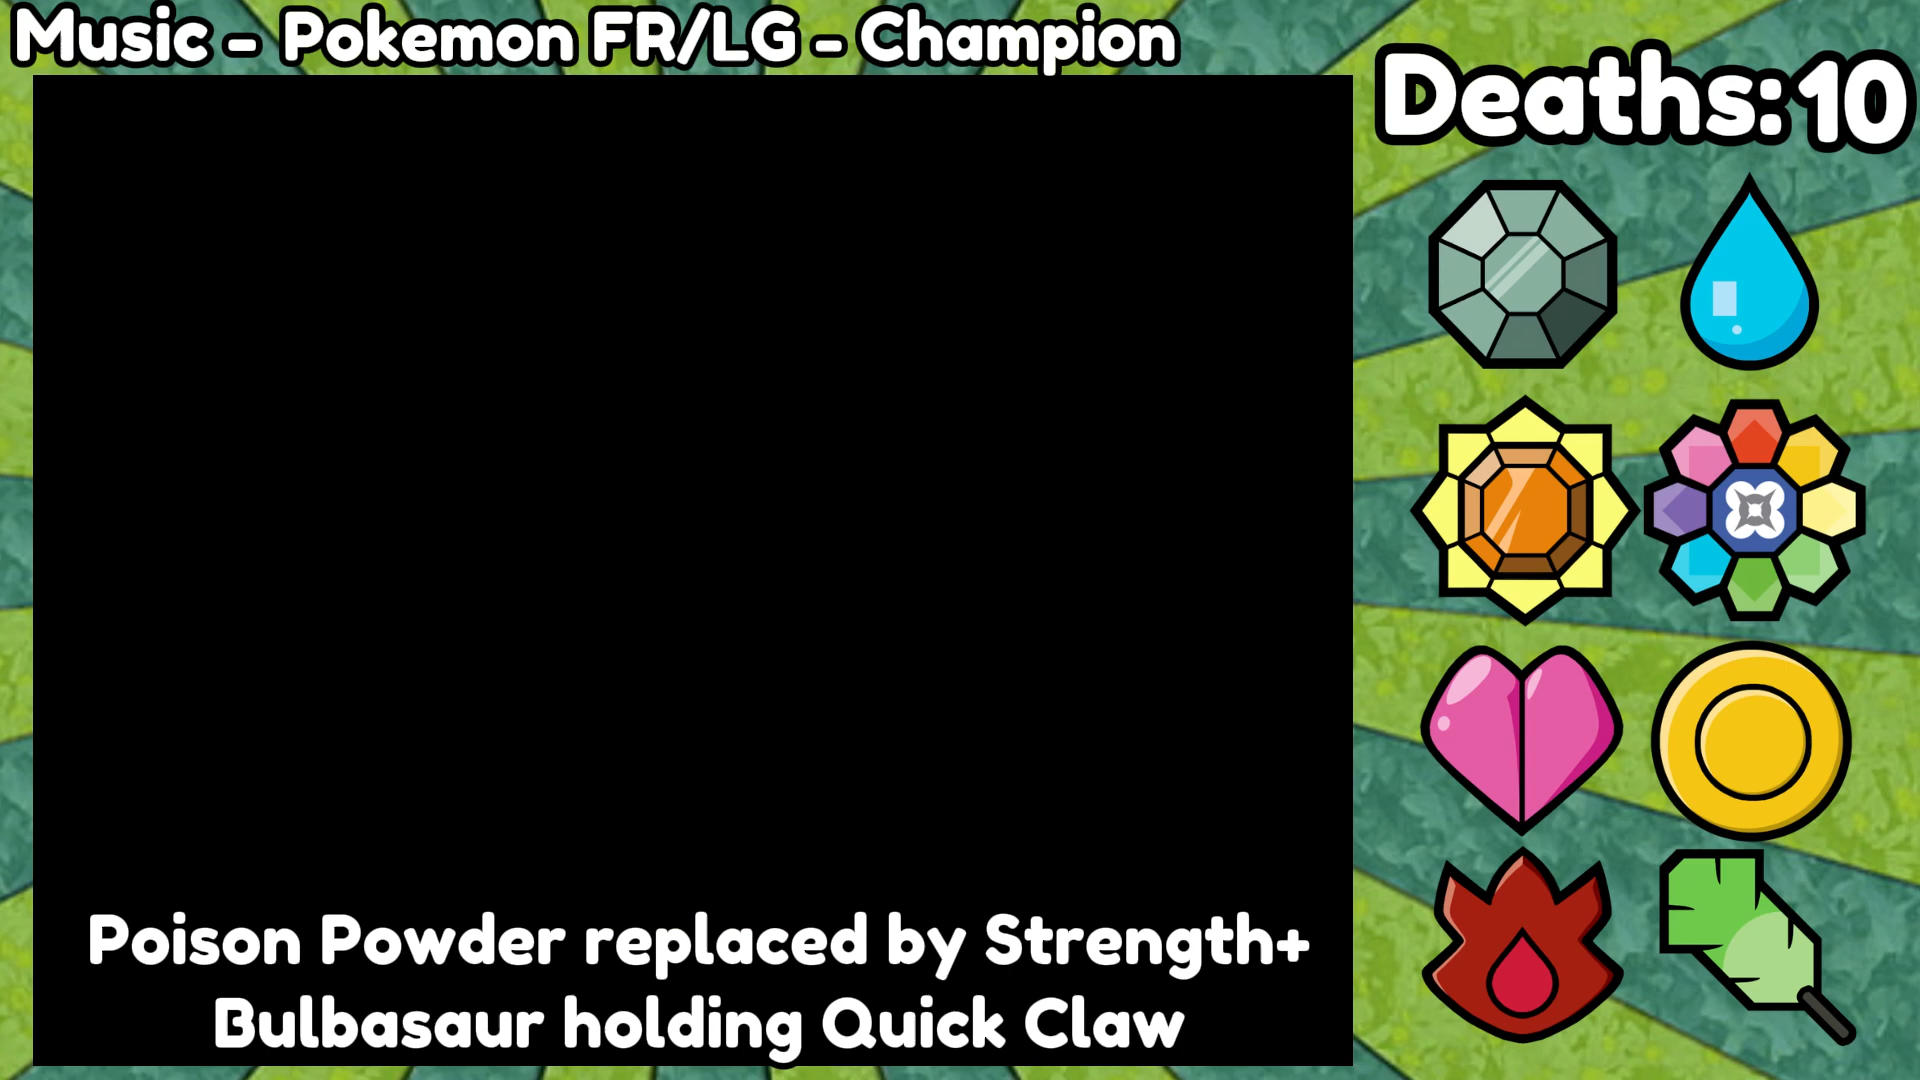 Music - Pokemon FR/LG - Champion
Deaths: 10
Poison Powder replaced by Strength+
Bulbasaur holding Quick Claw